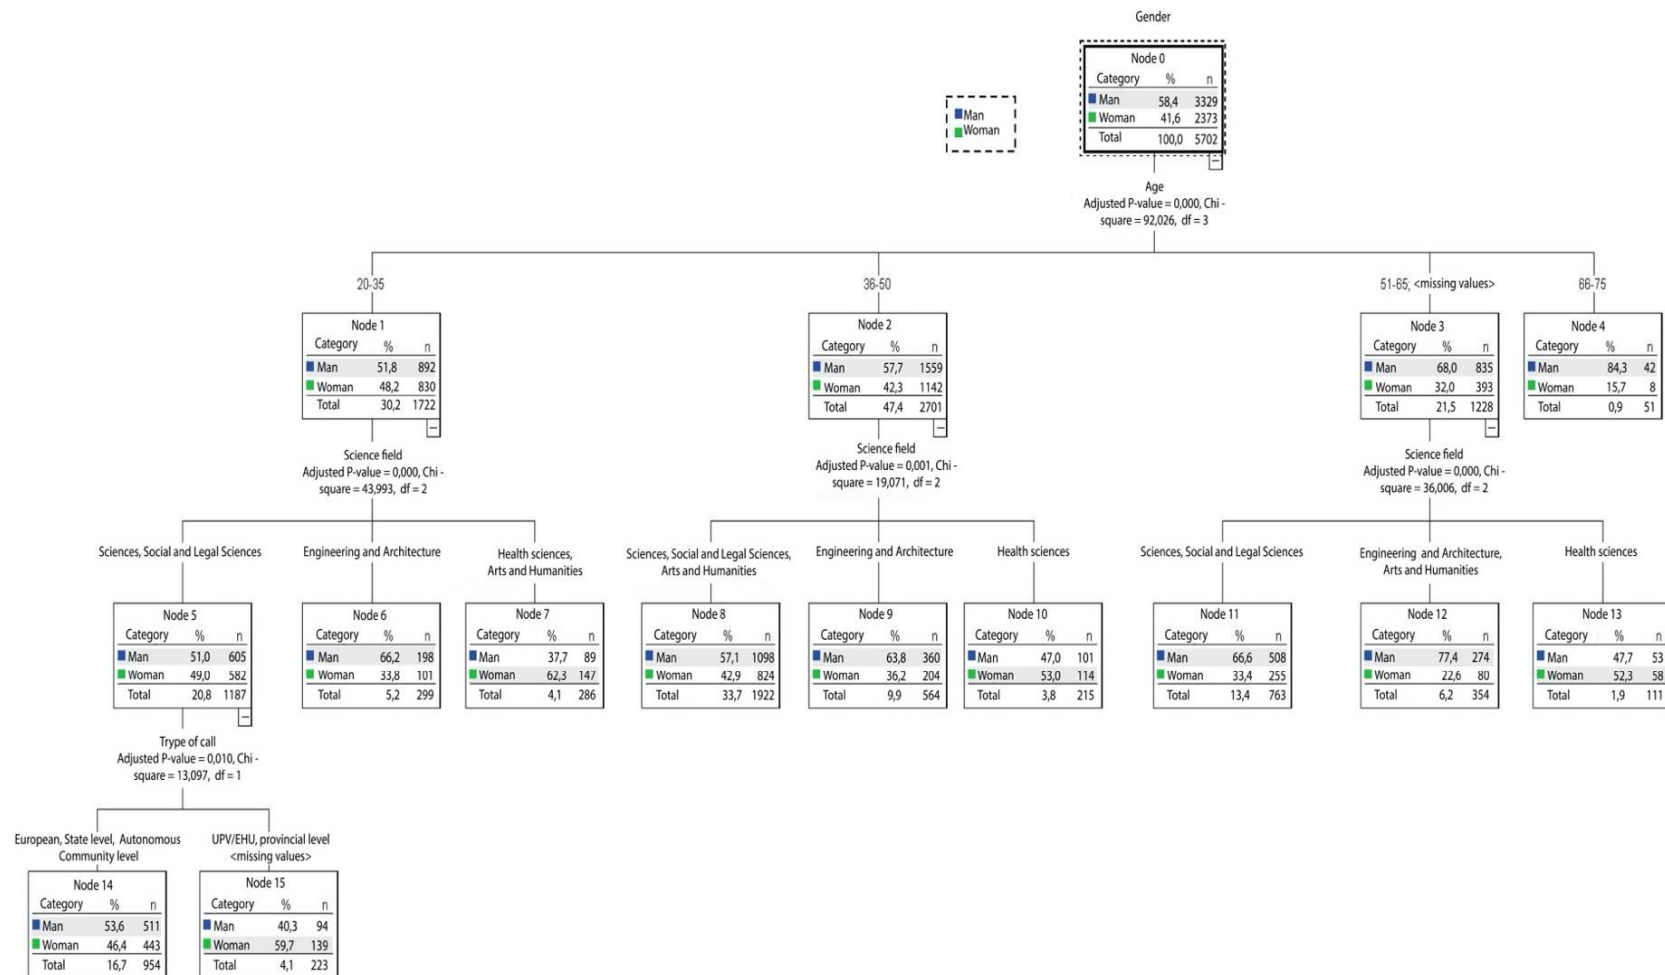 Gender
Node 0
Category % n
Man 58,4 3329
Woman 41,6 2373
Total 100,0 5702
Man
Woman
Age
Adjusted P-value = 0,000, Chi -
square = 92,026, df = 3
20-35
36-50
51-65; <missing values>
66-75
Node 1
Category % n
Man 51,8 892
Woman 48,2 830
Total 30,2 1722
Node 2
Category % n
Man 57,7 1559
Woman 42,3 1142
Total 47,4 2701
Node 3
Category % n
Man 68,0 835
Woman 32,0 393
Total 21,5 1228
Node 4
Category % n
Man 84,3 42
Woman 15,7 8
Total 0,9 51
Science field
Adjusted P-value = 0,000, Chi -
square = 43,993, df = 2
Science field
Adjusted P-value = 0,001, Chi -
square = 19,071, df = 2
Science field
Adjusted P-value = 0,000, Chi -
square = 36,006, df = 2
Sciences, Social and Legal Sciences
Engineering and Architecture
Health sciences,
Arts and Humanities
Sciences, Social and Legal Sciences,
Arts and Humanities
Engineering and Architecture
Health sciences
Sciences, Social and Legal Sciences
Engineering and Architecture,
Arts and Humanities
Health sciences
Node 5
Category % n
Man 51,0 605
Woman 49,0 582
Total 20,8 1187
Node 6
Category % n
Man 66,2 198
Woman 33,8 101
Total 5,2 299
Node 7
Category % n
Man 37,7 89
Woman 62,3 147
Total 4,1 286
Node 8
Category % n
Man 57,1 1098
Woman 42,9 824
Total 33,7 1922
Node 9
Category % n
Man 63,8 360
Woman 36,2 204
Total 9,9 564
Node 10
Category % n
Man 47,0 101
Woman 53,0 114
Total 3,8 215
Node 11
Category % n
Man 66,6 508
Woman 33,4 255
Total 13,4 763
Node 12
Category % n
Man 77,4 274
Woman 22,6 80
Total 6,2 354
Node 13
Category % n
Man 47,7 53
Woman 52,3 58
Total 1,9 111
Trype of call
Adjusted P-value = 0,010, Chi -
square = 13,097, df = 1
European, State level, Autonomous
Community level
UPV/EHU, provincial level
<missing values>
Node 14
Category % n
Man 53,6 511
Woman 46,4 443
Total 16,7 954
Node 15
Category % n
Man 40,3 94
Woman 59,7 139
Total 4,1 223